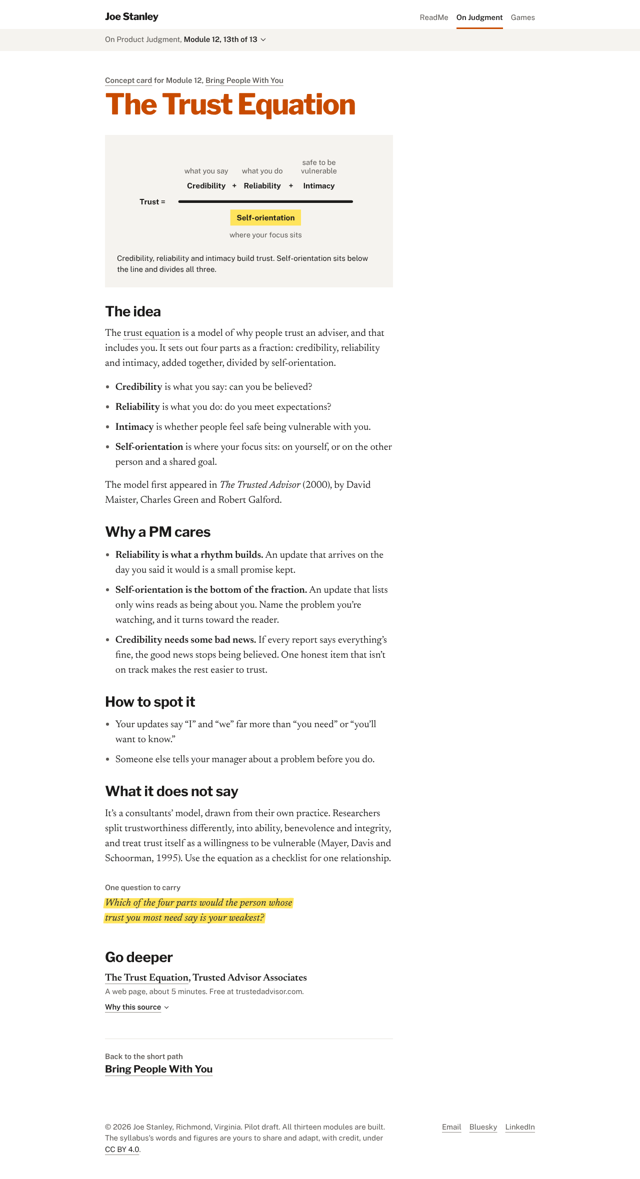 Joe Stanley
ReadMe On Judgment Games
On Product Judgment, Module 12, 13th of 13
Concept card for Module 12, Bring People With You
The Trust Equation
what you say what you do safe to be vulnerable
Credibility + Reliability + Intimacy
Trust =
Self-orientation
where your focus sits
Credibility, reliability and intimacy build trust. Self-orientation sits below
the line and divides all three.
The idea
The trust equation is a model of why people trust an adviser, and that
includes you. It sets out four parts as a fraction: credibility, reliability
and intimacy, added together, divided by self-orientation.
• Credibility is what you say: can you be believed?
• Reliability is what you do: do you meet expectations?
• Intimacy is whether people feel safe being vulnerable with you.
• Self-orientation is where your focus sits: on yourself, or on the other
person and a shared goal.
The model first appeared in The Trusted Advisor (2000), by David
Maister, Charles Green and Robert Galford.
Why a PM cares
• Reliability is what a rhythm builds. An update that arrives on the
day you said it would is a small promise kept.
• Self-orientation is the bottom of the fraction. An update that lists
only wins reads as being about you. Name the problem you’re
watching, and it turns toward the reader.
• Credibility needs some bad news. If every report says everything’s
fine, the good news stops being believed. One honest item that isn’t
on track makes the rest easier to trust.
How to spot it
• Your updates say “I” and “we” far more than “you need” or “you’ll
want to know.”
• Someone else tells your manager about a problem before you do.
What it does not say
It’s a consultants’ model, drawn from their own practice. Researchers
split trustworthiness differently, into ability, benevolence and integrity,
and treat trust itself as a willingness to be vulnerable (Mayer, Davis and
Schoorman, 1995). Use the equation as a checklist for one relationship.
One question to carry
Which of the four parts would the person whose
trust you most need say is your weakest?
Go deeper
The Trust Equation, Trusted Advisor Associates
A web page, about 5 minutes. Free at trustedadvisor.com.
Why this source
Back to the short path
Bring People With You
© 2026 Joe Stanley, Richmond, Virginia. Pilot draft. All thirteen modules are built.
The syllabus’s words and figures are yours to share and adapt, with credit, under
CC BY 4.0.
Email Bluesky LinkedIn